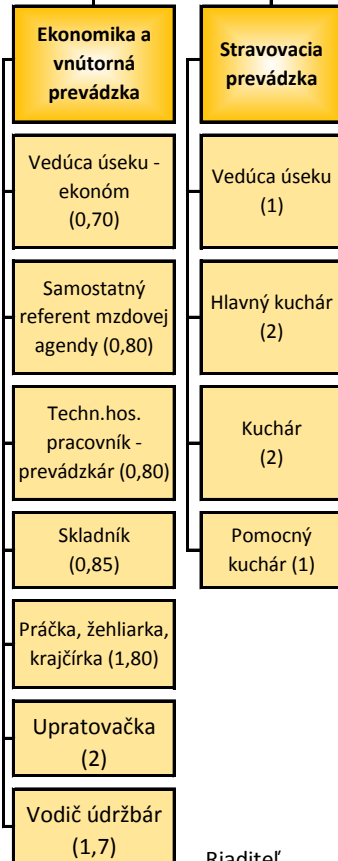 Ekonomika a
vnútorná
prevádzka
Vedúca úseku -
ekonóm
(0,70)
Samostatný
referent mzdovej
agendy (0,80)
Techn.hos.
pracovník -
prevádzkár (0,80)
Skladník
(0,85)
Práčka, žehliarka,
krajčírka (1,80)
Upratovačka
(2)
Vodič údržbár
(1,7)
Stravovacia
prevádzka
Vedúca úseku
(1)
Hlavný kuchár
(2)
Kuchár
(2)
Pomocný
kuchár (1)
Riaditeľ